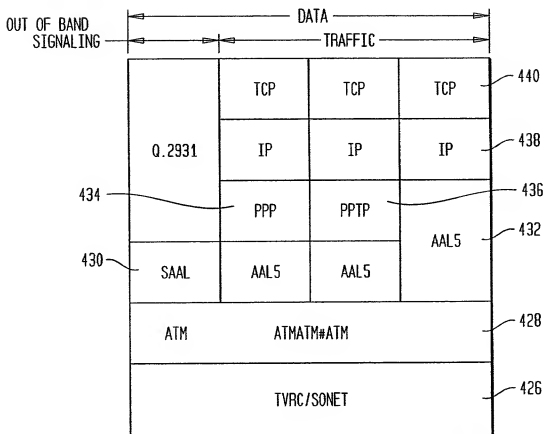 DATA
OUT OF BAND
SIGNALING
TRAFFIC
TCP TCP TCP 440
Q.2931 IP IP IP 438
434 PPP PPTP 436
AAL5 432
430 SAAL AAL5 AAL5
ATM ATMATM#ATM 428
TVRC/SONET 426